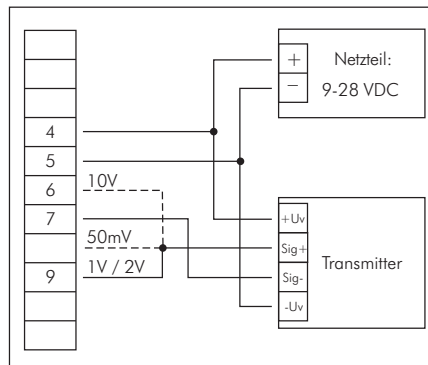 + Netzteil:
− 9-28 VDC
4
5
6 10V
7
50mV
9 1V / 2V
+Uv
Sig+
Sig-
-Uv
Transmitter